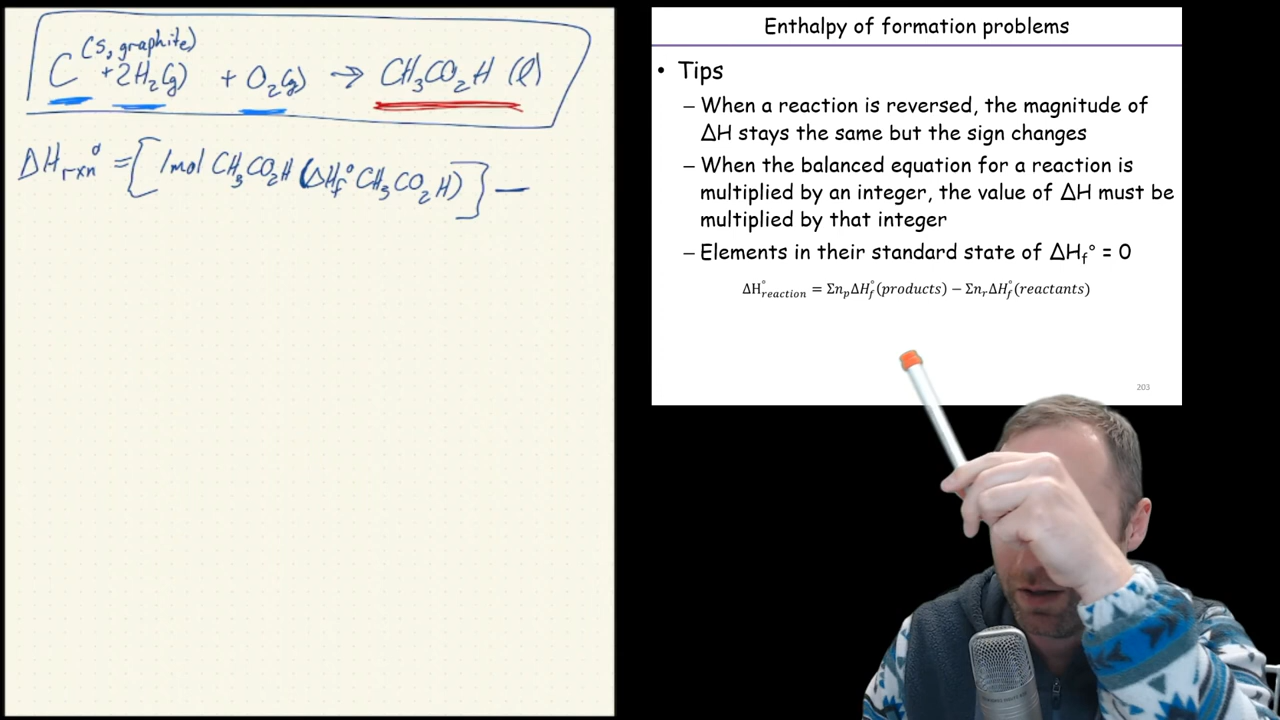 C (s, graphite) + 2H₂(g) + O₂(g) → CH₃CO₂H (l)
ΔHrxn° = [1mol CH₃CO₂H (ΔHf° CH₃CO₂H)] −
Enthalpy of formation problems
• Tips
– When a reaction is reversed, the magnitude of
ΔH stays the same but the sign changes
– When the balanced equation for a reaction is
multiplied by an integer, the value of ΔH must be
multiplied by that integer
– Elements in their standard state of ΔHf° = 0
ΔH°reaction = ΣnpΔH°f(products) − ΣnrΔH°f(reactants)
203